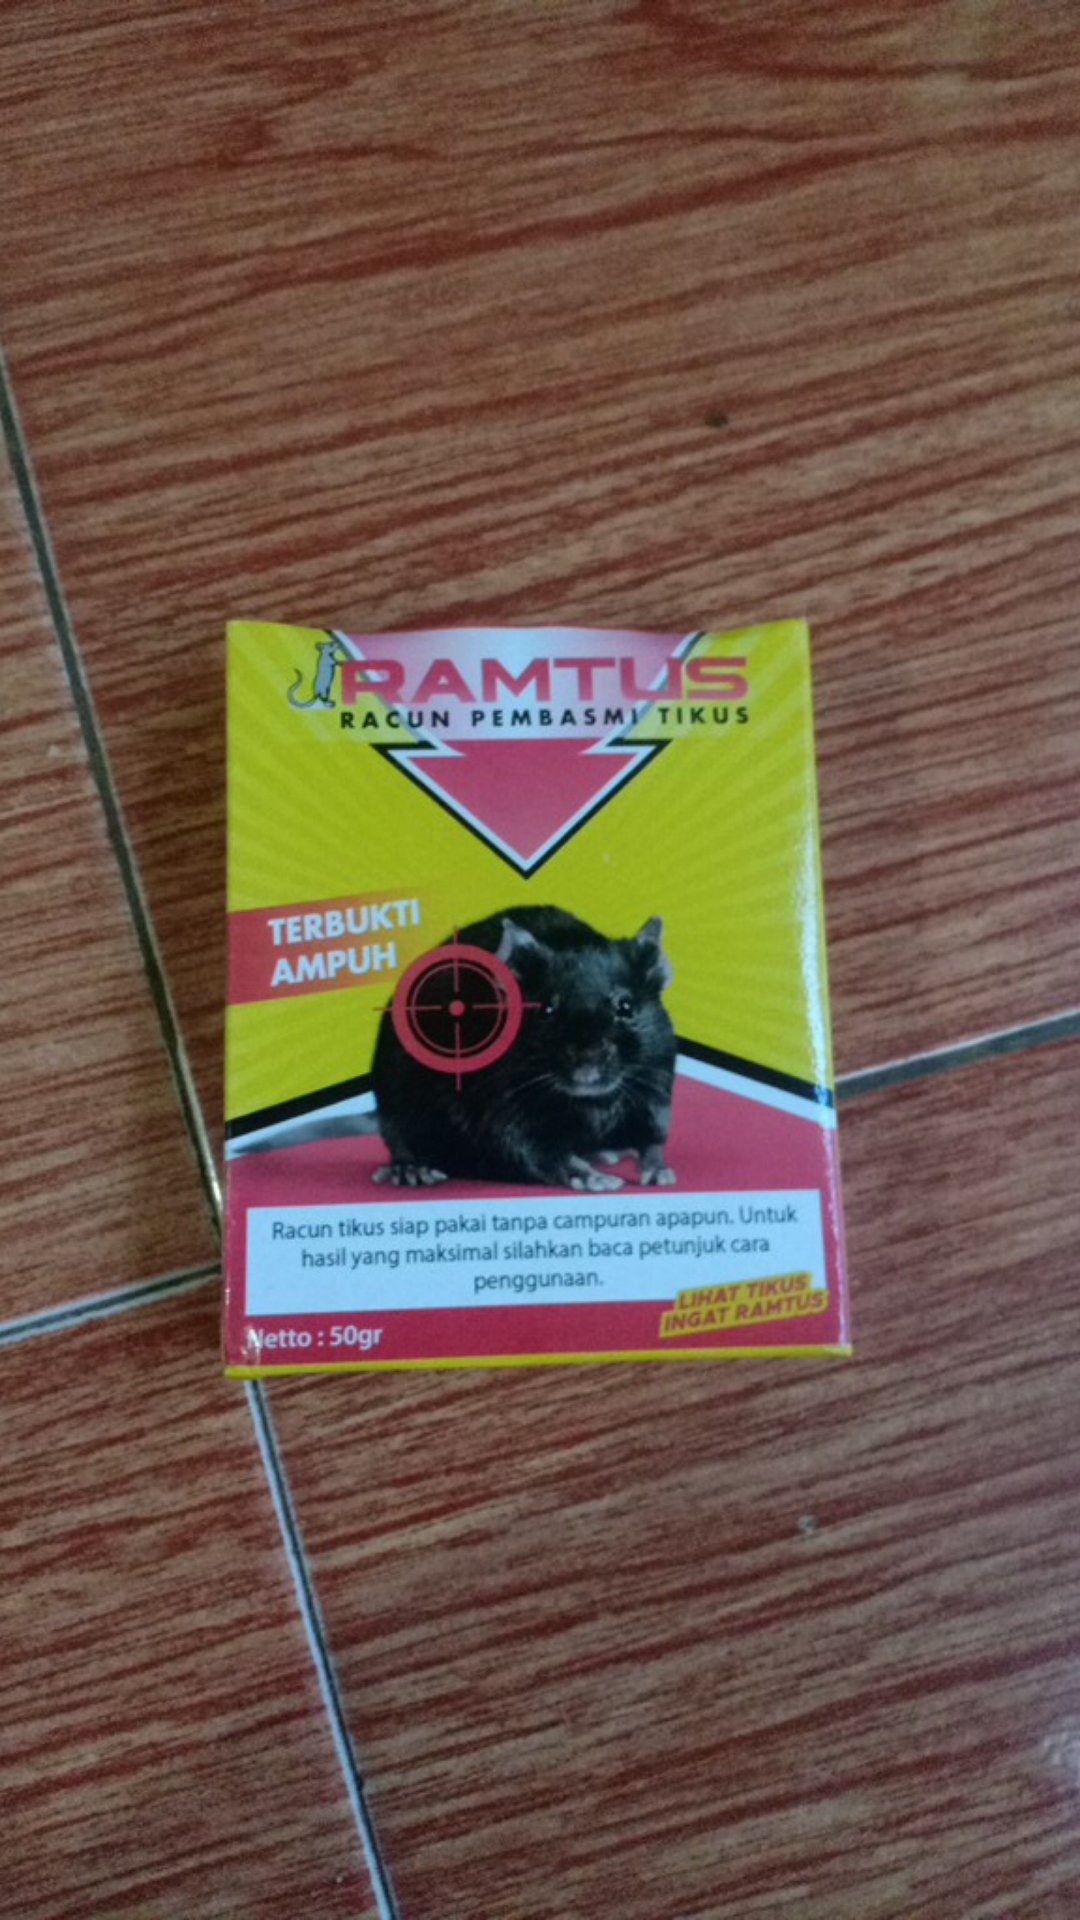 RAMTUS
RACUN PEMBASMI TIKUS
TERBUKTI
AMPUH
Racun tikus siap pakai tanpa campuran apapun. Untuk
hasil yang maksimal silahkan baca petunjuk cara
penggunaan.
LIHAT TIKUS
INGAT RAMTUS
Netto : 50gr